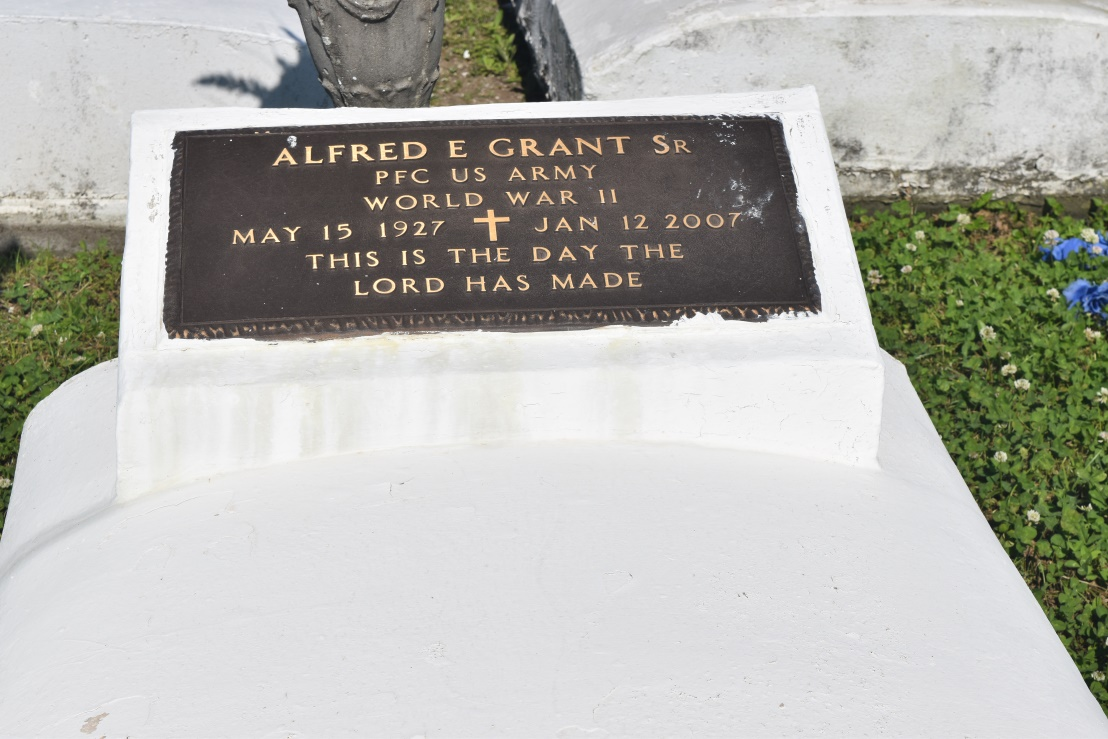 ALFRED E GRANT SR
PFC US ARMY
WORLD WAR II
MAY 15 1927 JAN 12 2007
THIS IS THE DAY THE
LORD HAS MADE